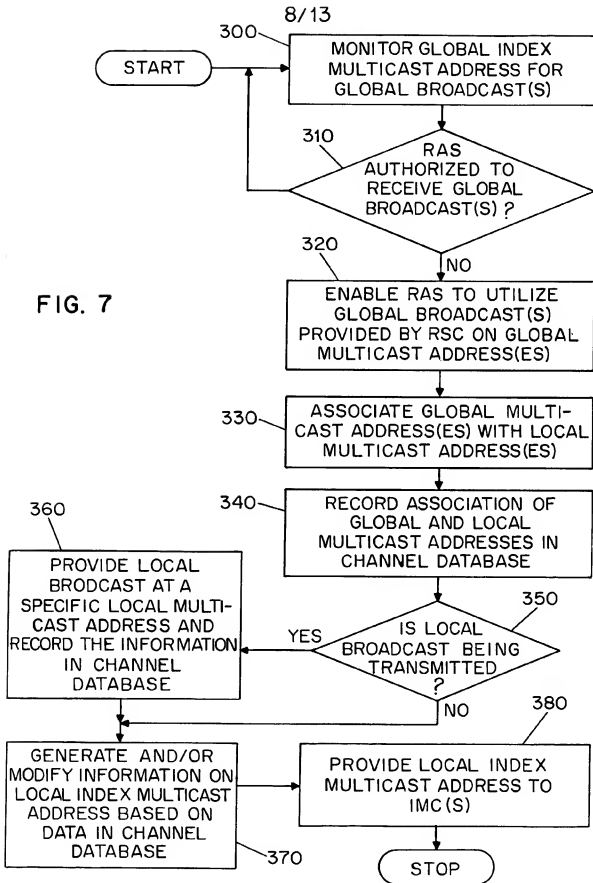 8/13
300
START
MONITOR GLOBAL INDEX
MULTICAST ADDRESS FOR
GLOBAL BROADCAST(S)
310
RAS
AUTHORIZED TO
RECEIVE GLOBAL
BROADCAST(S) ?
NO
320
FIG. 7
ENABLE RAS TO UTILIZE
GLOBAL BROADCAST(S)
PROVIDED BY RSC ON GLOBAL
MULTICAST ADDRESS(ES)
330
ASSOCIATE GLOBAL MULTI-
CAST ADDRESS(ES) WITH LOCAL
MULTICAST ADDRESS(ES)
340
RECORD ASSOCIATION OF
GLOBAL AND LOCAL
MULTICAST ADDRESSES IN
CHANNEL DATABASE
360
PROVIDE LOCAL
BRODCAST AT A
SPECIFIC LOCAL MULTI-
CAST ADDRESS AND
RECORD THE INFORMATION
IN CHANNEL
DATABASE
350
YES
IS LOCAL
BROADCAST BEING
TRANSMITTED
?
NO
380
GENERATE AND/OR
MODIFY INFORMATION ON
LOCAL INDEX MULTICAST
ADDRESS BASED ON
DATA IN CHANNEL
DATABASE
370
PROVIDE LOCAL INDEX
MULTICAST ADDRESS TO
IMC(S)
STOP